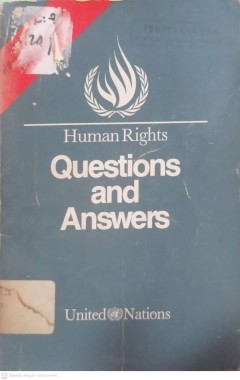 Human Rights
Questions
and
Answers
United Nations